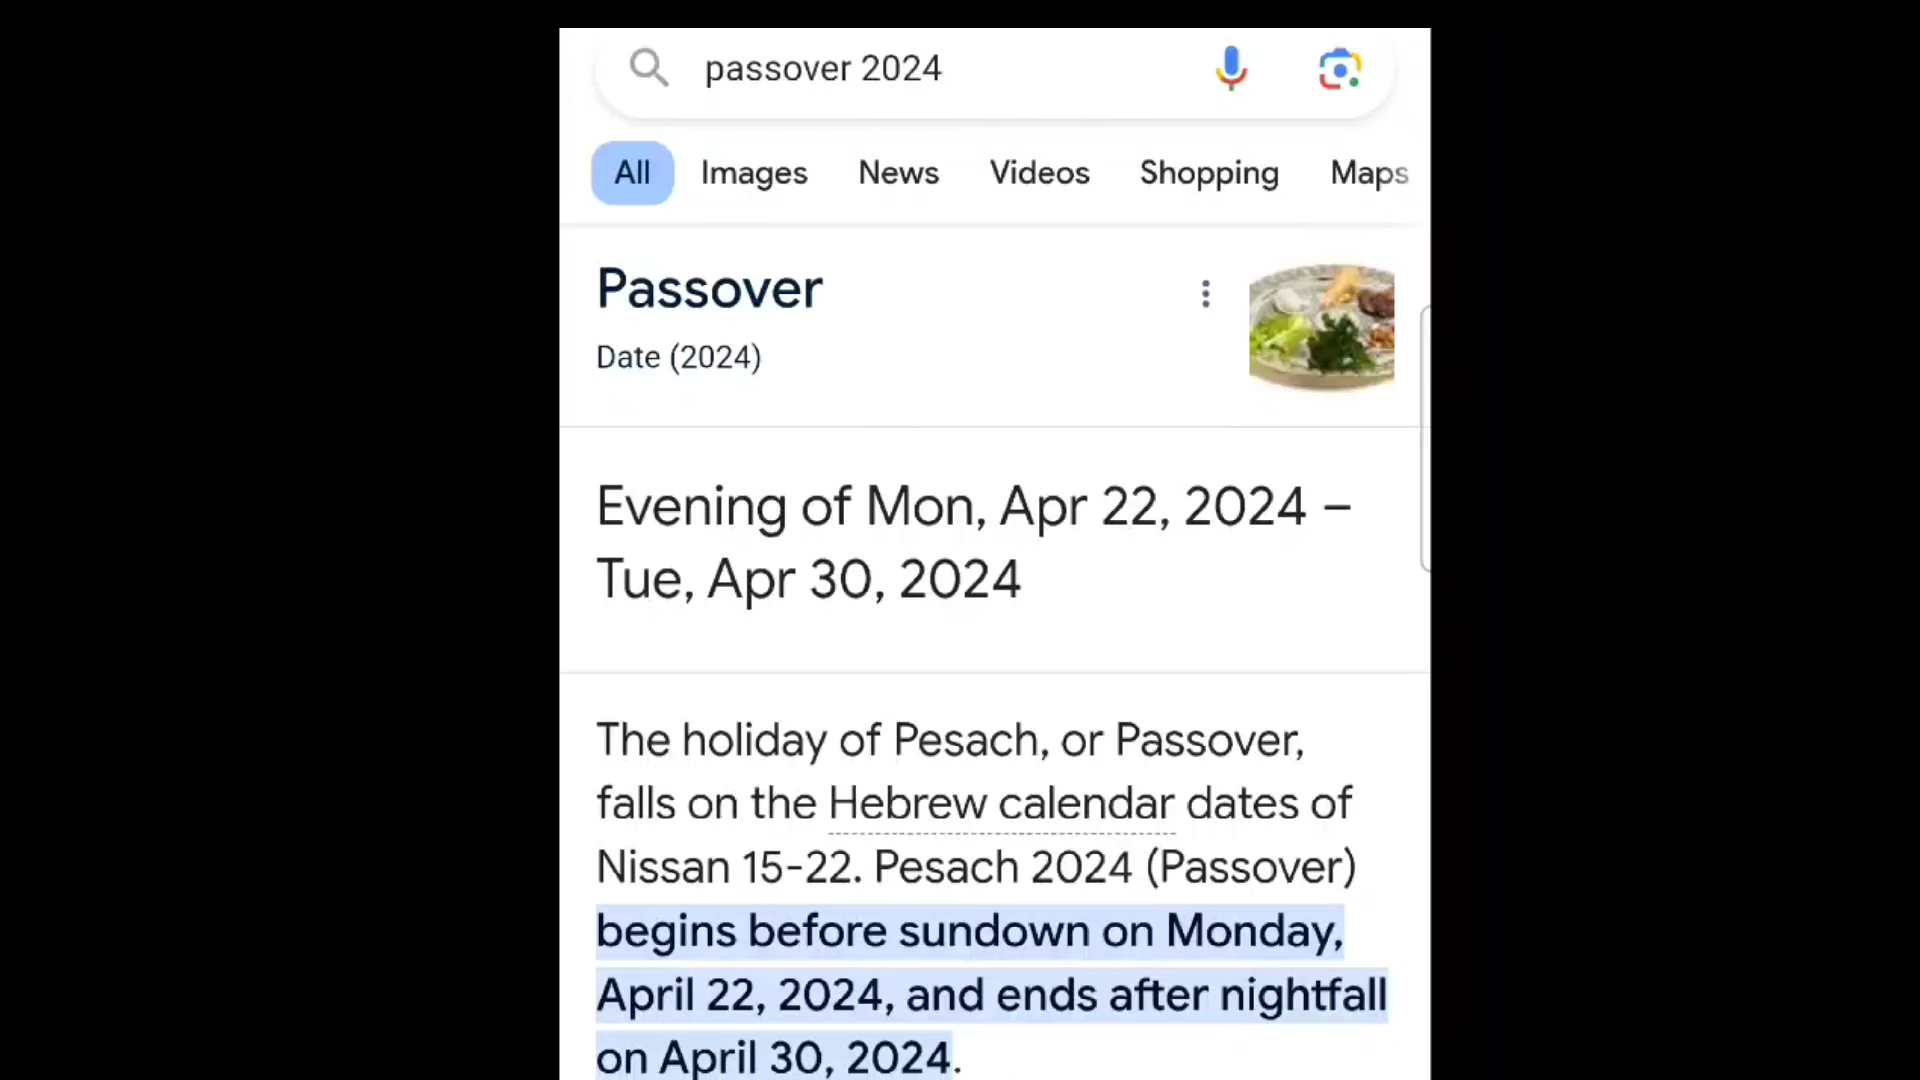 passover 2024
All Images News Videos Shopping Maps
Passover
Date (2024)
Evening of Mon, Apr 22, 2024 –
Tue, Apr 30, 2024
The holiday of Pesach, or Passover,
falls on the Hebrew calendar dates of
Nissan 15-22. Pesach 2024 (Passover)
begins before sundown on Monday,
April 22, 2024, and ends after nightfall
on April 30, 2024.